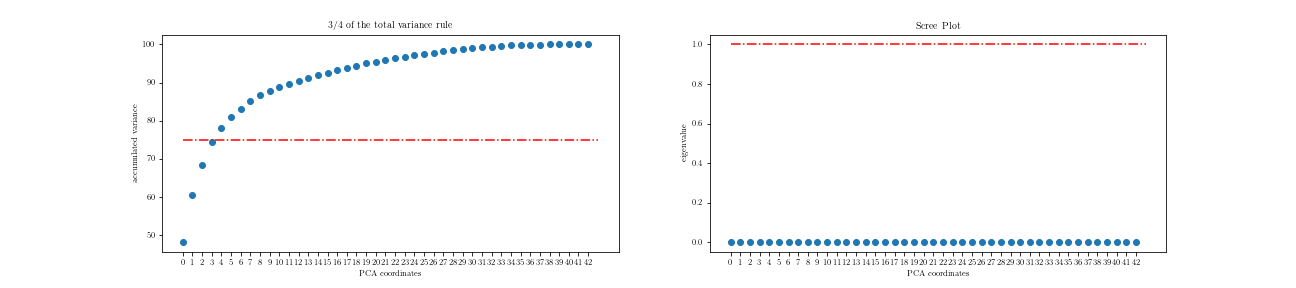 3/4 of the total variance rule
accumulated variance
100
90
80
70
60
50
0 1 2 3 4 5 6 7 8 9 10 11 12 13 14 15 16 17 18 19 20 21 22 23 24 25 26 27 28 29 30 31 32 33 34 35 36 37 38 39 40 41 42
PCA coordinates
Scree Plot
eigenvalue
1.0
0.8
0.6
0.4
0.2
0.0
0 1 2 3 4 5 6 7 8 9 10 11 12 13 14 15 16 17 18 19 20 21 22 23 24 25 26 27 28 29 30 31 32 33 34 35 36 37 38 39 40 41 42
PCA coordinates